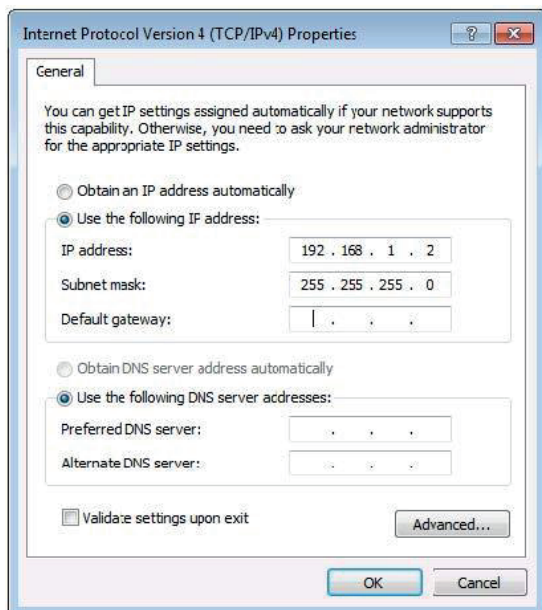 Internet Protocol Version 4 (TCP/IPv4) Properties
General
You can get IP settings assigned automatically if your network supports
this capability. Otherwise, you need to ask your network administrator
for the appropriate IP settings.
Obtain an IP address automatically
Use the following IP address:
IP address: 192 . 168 . 1 . 2
Subnet mask: 255 . 255 . 255 . 0
Default gateway: . . .
Obtain DNS server address automatically
Use the following DNS server addresses:
Preferred DNS server: . . .
Alternate DNS server: . . .
Validate settings upon exit
Advanced...
OK Cancel